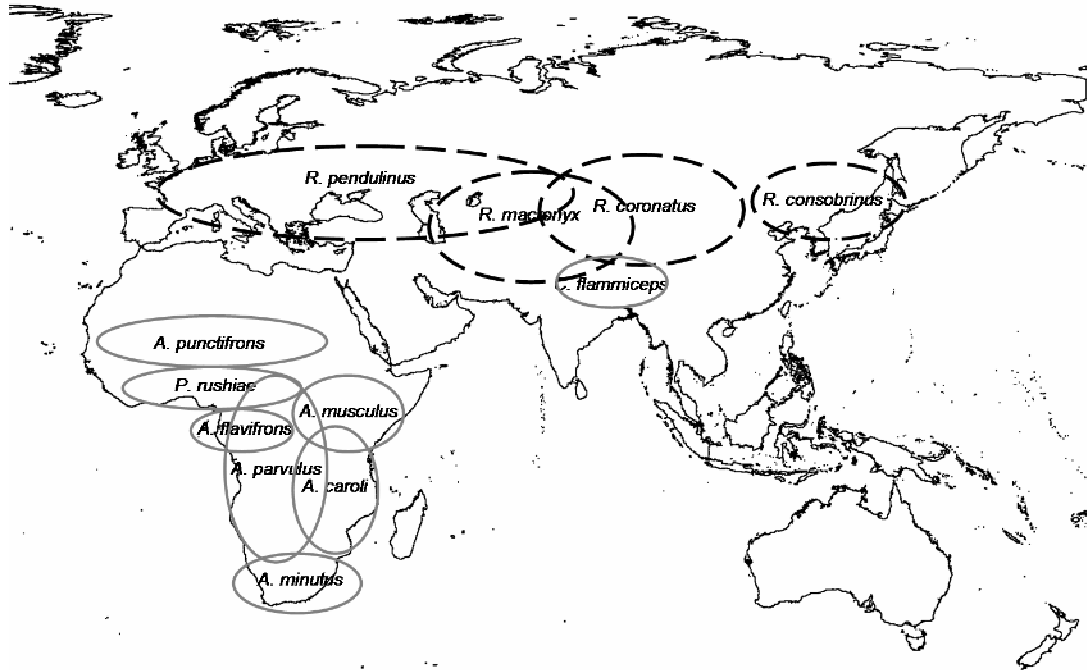 R. pendulinus
R. macronyx
R. coronatus
R. consobrinus
C. flammiceps
A. punctifrons
P. rushiae
A. musculus
A. flavifrons
A. parvulus
A. caroli
A. minutus